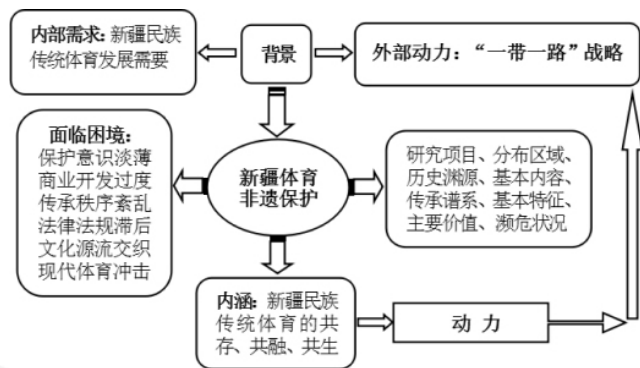 内部需求：新疆民族
传统体育发展需要
背景
外部动力：“一带一路”战略
面临困境：
保护意识淡薄
商业开发过度
传承秩序紊乱
法律法规滞后
文化源流交织
现代体育冲击
新疆体育
非遗保护
研究项目、分布区域、
历史渊源、基本内容、
传承谱系、基本特征、
主要价值、濒危状况
内涵：新疆民族
传统体育的共
存、共融、共生
动 力